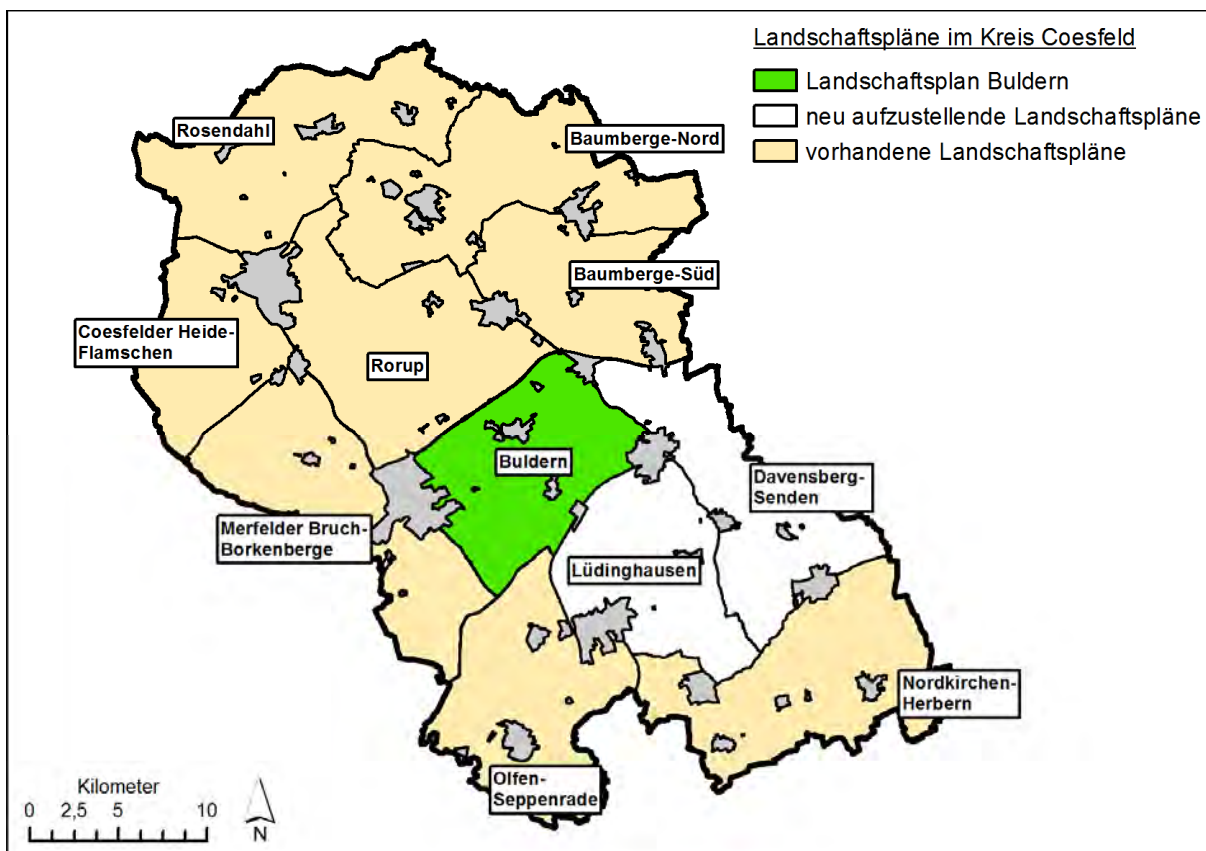 Landschaftspläne im Kreis Coesfeld
Landschaftsplan Buldern
neu aufzustellende Landschaftspläne
vorhandene Landschaftspläne
Rosendahl
Baumberge-Nord
Baumberge-Süd
Coesfelder Heide-
Flamschen
Rorup
Buldern
Davensberg-
Senden
Merfelder Bruch-
Borkenberge
Lüdinghausen
Nordkirchen-
Herbern
Olfen-
Seppenrade
Kilometer
0 2,5 5 10
N